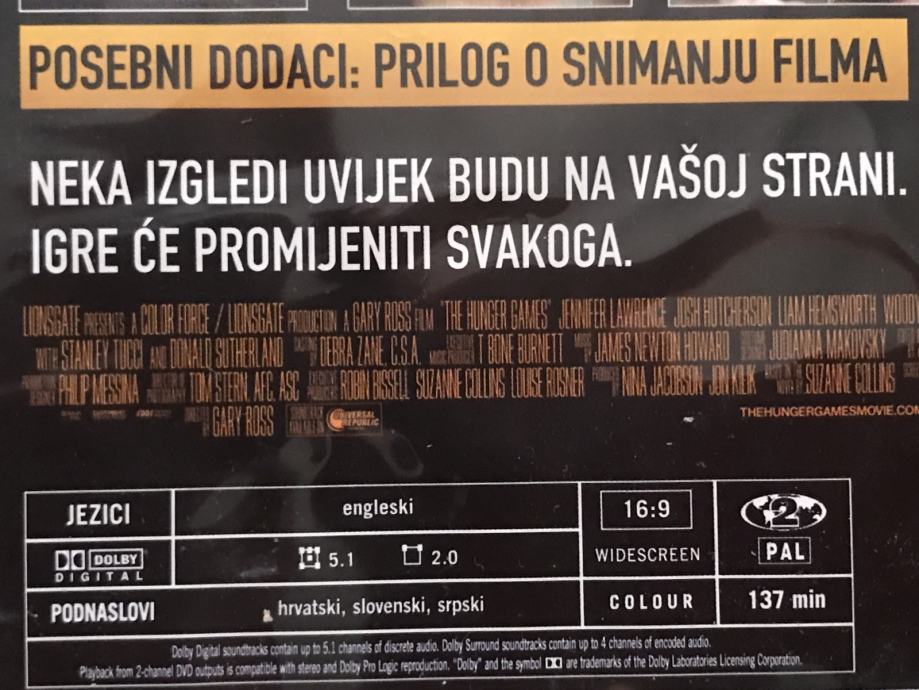 POSEBNI DODACI: PRILOG O SNIMANJU FILMA
NEKA IZGLEDI UVIJEK BUDU NA VAŠOJ STRANI.
IGRE ĆE PROMIJENITI SVAKOGA.
LIONSGATE PRESENTS A COLOR FORCE / LIONSGATE PRODUCTION A GARY ROSS FILM "THE HUNGER GAMES" JENNIFER LAWRENCE JOSH HUTCHERSON LIAM HEMSWORTH WOOD
WITH STANLEY TUCCI AND DONALD SUTHERLAND DEBRA ZANE, C.S.A. T BONE BURNETT JAMES NEWTON HOWARD JUDIANNA MAKOVSKY
PHILIP MESSINA TOM STERN, AFC, ASC ROBIN BISSELL SUZANNE COLLINS LOUISE ROSNER NINA JACOBSON JON KILIK SUZANNE COLLINS
GARY ROSS UNIVERSAL REPUBLIC THEHUNGERGAMESMOVIE.COM
JEZICI engleski 16:9 2
DOLBY DIGITAL 5.1 2.0 WIDESCREEN PAL
PODNASLOVI hrvatski, slovenski, srpski COLOUR 137 min
Dolby Digital soundtracks contain up to 5.1 channels of discrete audio. Dolby Surround soundtracks contain up to 4 channels of encoded audio.
Playback from 2-channel DVD outputs is compatible with stereo and Dolby Pro Logic reproduction. "Dolby" and the symbol are trademarks of the Dolby Laboratories Licensing Corporation.